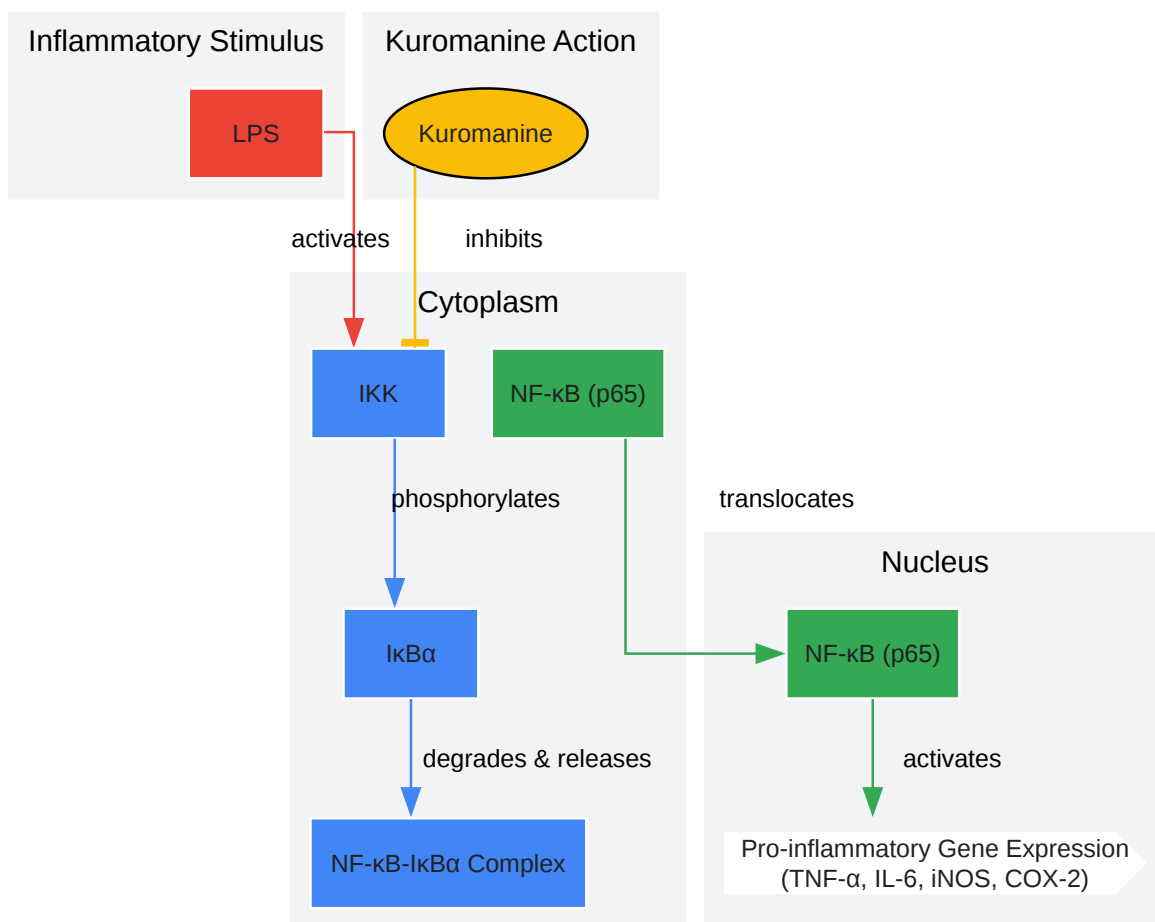 Inflammatory Stimulus
Kuromanine Action
LPS
Kuromanine
activates
inhibits
Cytoplasm
IKK
NF-κB (p65)
phosphorylates
translocates
Nucleus
IκBα
NF-κB (p65)
degrades & releases
activates
NF-κB-IκBα Complex
Pro-inflammatory Gene Expression
(TNF-α, IL-6, iNOS, COX-2)